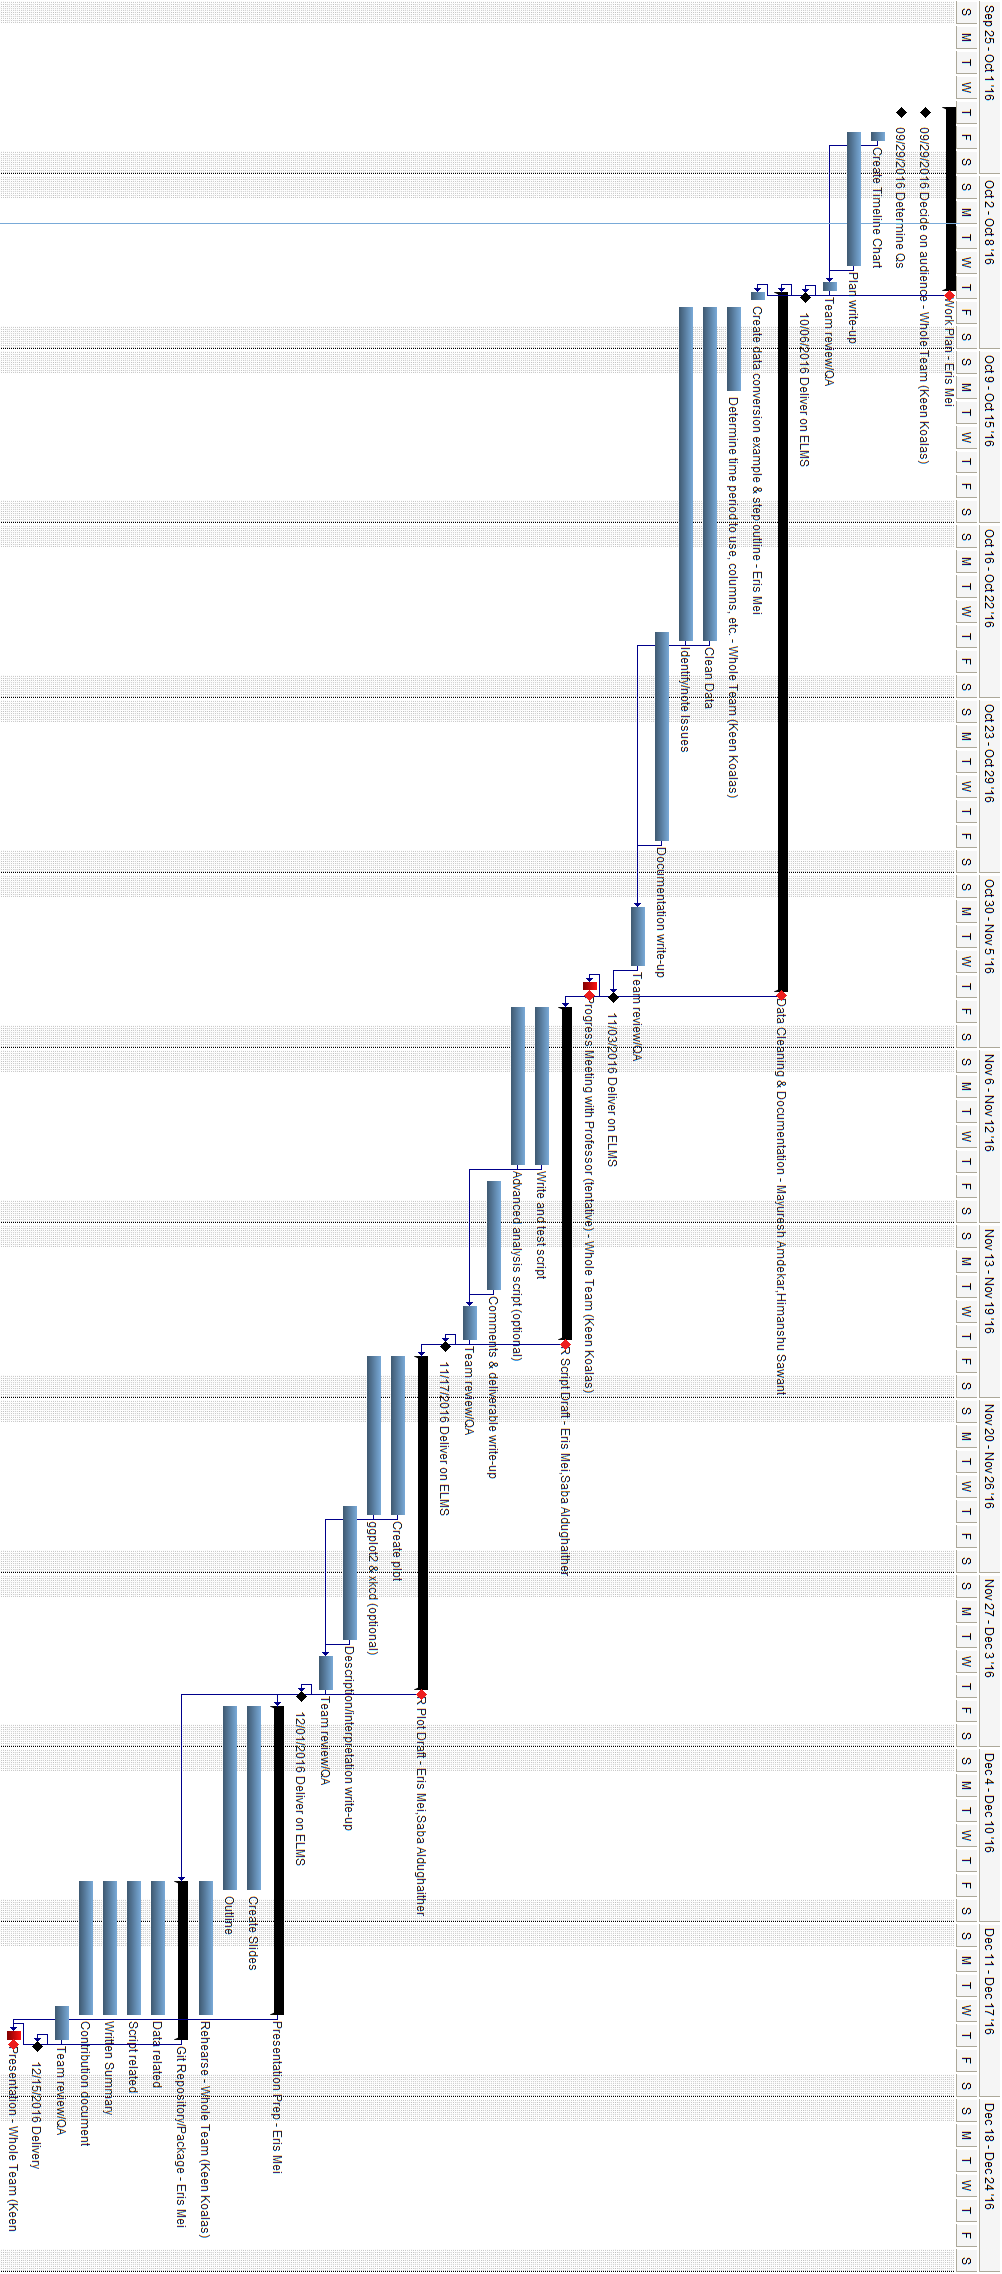 Sep 25 - Oct 1 '16
Oct 2 - Oct 8 '16
Oct 9 - Oct 15 '16
Oct 16 - Oct 22 '16
Oct 23 - Oct 29 '16
Oct 30 - Nov 5 '16
Nov 6 - Nov 12 '16
Nov 13 - Nov 19 '16
Nov 20 - Nov 26 '16
Nov 27 - Dec 3 '16
Dec 4 - Dec 10 '16
Dec 11 - Dec 17 '16
Dec 18 - Dec 24 '16
S M T W T F S S M T W T F S S M T W T F S S M T W T F S S M T W T F S S M T W T F S S M T W T F S S M T W T F S S M T W T F S S M T W T F S S M T W T F S S M T W T F S S M T W T F S
Work Plan - Eris Mei
09/29/2016 Decide on audience - Whole Team (Keen Koalas)
09/29/2016 Determine Qs
Create Timeline Chart
Plan write-up
Team review/QA
10/06/2016 Deliver on ELMS
Data Cleaning & Documentation - Mayuresh Amdekar,Himanshu Sawant
Create data conversion example & step outline - Eris Mei
Determine time period to use, columns, etc. - Whole Team (Keen Koalas)
Clean Data
Identify/note Issues
Documentation write-up
Team review/QA
11/03/2016 Deliver on ELMS
Progress Meeting with Professor (tentative) - Whole Team (Keen Koalas)
R Script Draft - Eris Mei,Saba Aldughaither
Write and test script
Advanced analysis script (optional)
Comments & deliverable write-up
Team review/QA
11/17/2016 Deliver on ELMS
R Plot Draft - Eris Mei,Saba Aldughaither
Create plot
ggplot2 & xkcd (optional)
Description/interpretation write-up
Team review/QA
12/01/2016 Deliver on ELMS
Presentation Prep - Eris Mei
Create Slides
Outline
Rehearse - Whole Team (Keen Koalas)
Git Repository/Package - Eris Mei
Data related
Script related
Written Summary
Contribution document
Team review/QA
12/15/2016 Delivery
Presentation - Whole Team (Keen